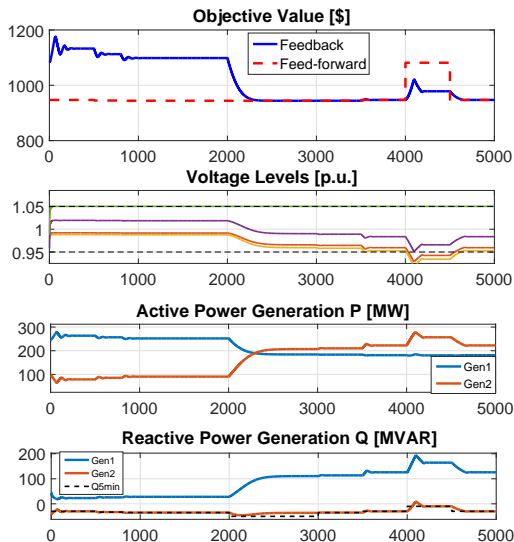 Objective Value [$]
1200
1000
800
Feedback
Feed-forward
0 1000 2000 3000 4000 5000
Voltage Levels [p.u.]
1.05
1
0.95
0 1000 2000 3000 4000 5000
Active Power Generation P [MW]
300
200
100
Gen1
Gen2
0 1000 2000 3000 4000 5000
Reactive Power Generation Q [MVAR]
200
100
0
Gen1
Gen2
Q5min
0 1000 2000 3000 4000 5000